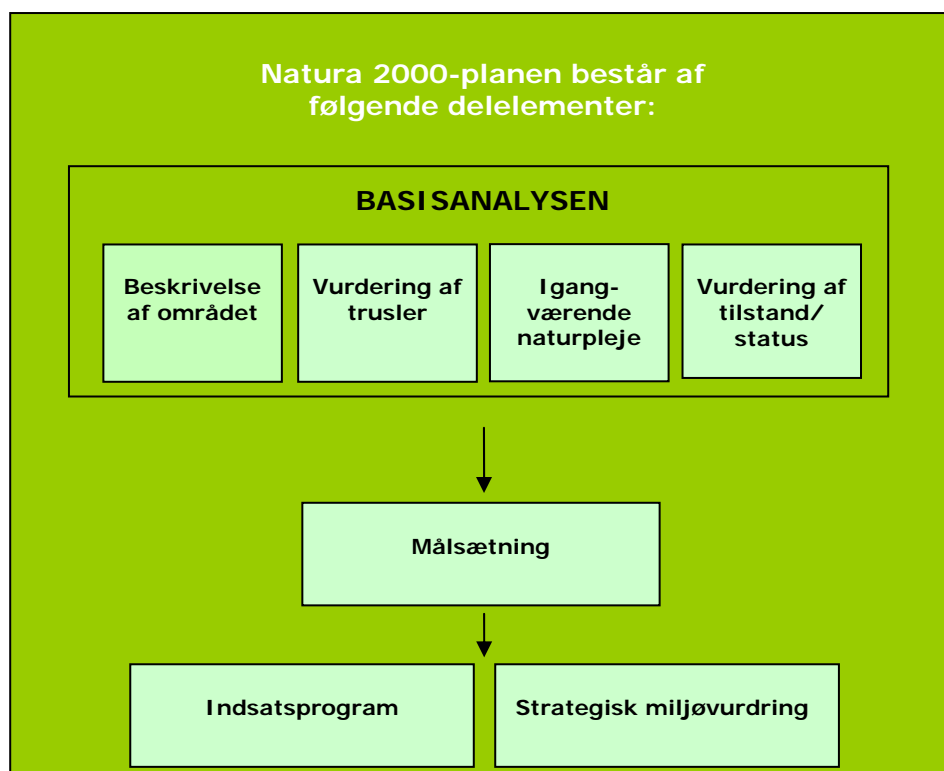 Natura 2000-planen består af
følgende delelementer:
BASISANALYSEN
Beskrivelse
af området
Vurdering af
trusler
Igang-
værende
naturpleje
Vurdering af
tilstand/
status
Målsætning
Indsatsprogram
Strategisk miljøvurdring